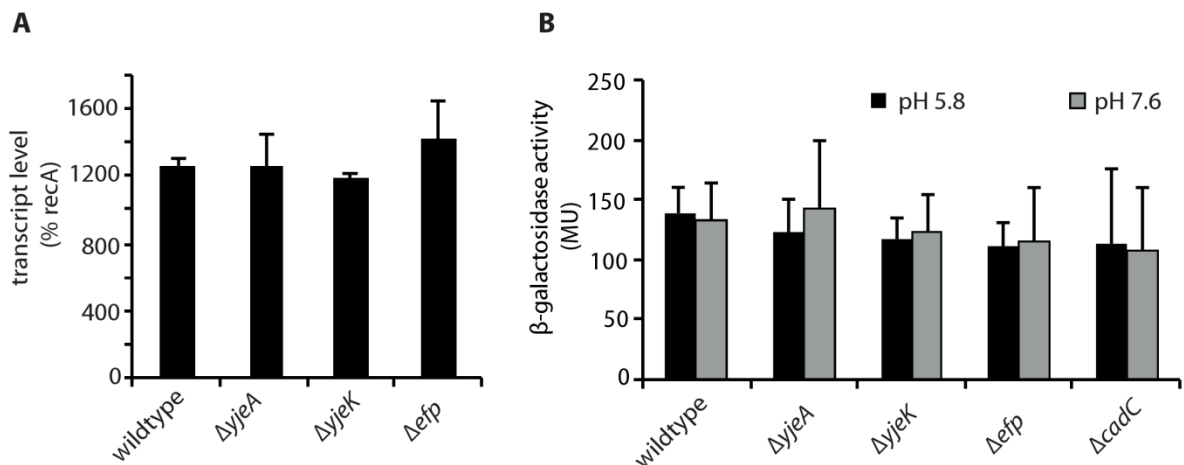 A
transcript level
(% recA)
1600
1200
800
400
0
wildtype
ΔyjeA
ΔyjeK
Δefp
B
β-galactosidase activity
(MU)
250
200
150
100
50
0
pH 5.8
pH 7.6
wildtype
ΔyjeA
ΔyjeK
Δefp
ΔcadC